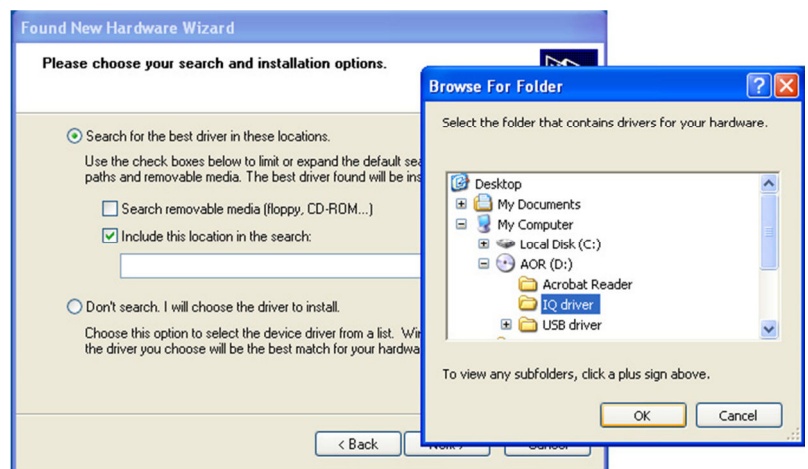 Found New Hardware Wizard
Please choose your search and installation options.
Search for the best driver in these locations.
Use the check boxes below to limit or expand the default
paths and removable media. The best driver found will be
Search removable media (floppy, CD-ROM...)
Include this location in the search:
Don't search. I will choose the driver to install.
Choose this option to select the device driver from a list.
the driver you choose will be the best match for your
< Back
Browse For Folder
Select the folder that contains drivers for your hardware.
Desktop
My Documents
My Computer
Local Disk (C:)
AOR (D:)
Acrobat Reader
IQ driver
USB driver
To view any subfolders, click a plus sign above.
OK
Cancel